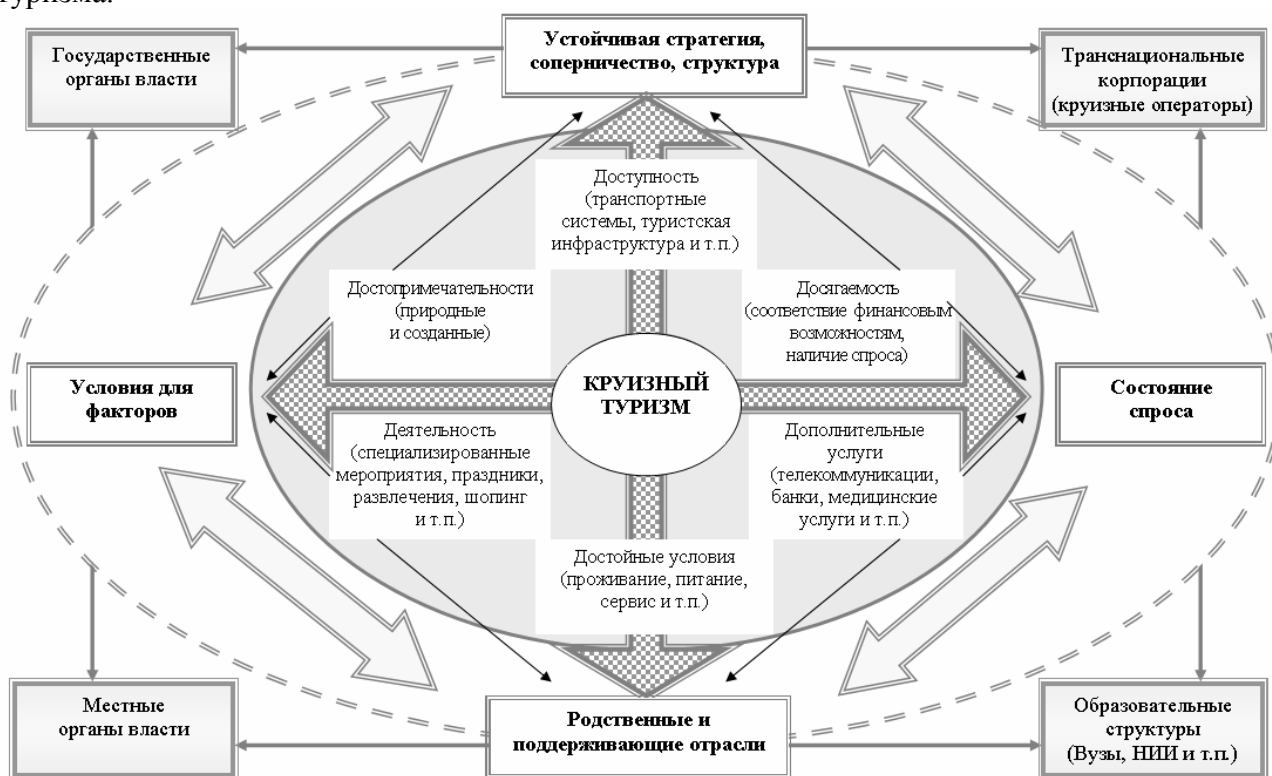 туризма.
Государственные
органы власти
Устойчивая стратегия,
соперничество, структура
Транснациональные
корпорации
(круизные операторы)
Доступность
(транспортные
системы, туристская
инфраструктура и т.п.)
Достопримечательности
(природные
и созданные)
Досягаемость
(соответствие финансовым
возможностям,
наличие спроса)
Условия для
факторов
КРУИЗНЫЙ
ТУРИЗМ
Состояние
спроса
Деятельность
(специализированные
мероприятия, праздники,
развлечения, шопинг
и т.п.)
Дополнительные
услуги
(телекоммуникации,
банки, медицинские
услуги и т.п.)
Достойные условия
(проживание, питание,
сервис и т.п.)
Местные
органы власти
Родственные и
поддерживающие отрасли
Образовательные
структуры
(Вузы, НИИ и т.п.)